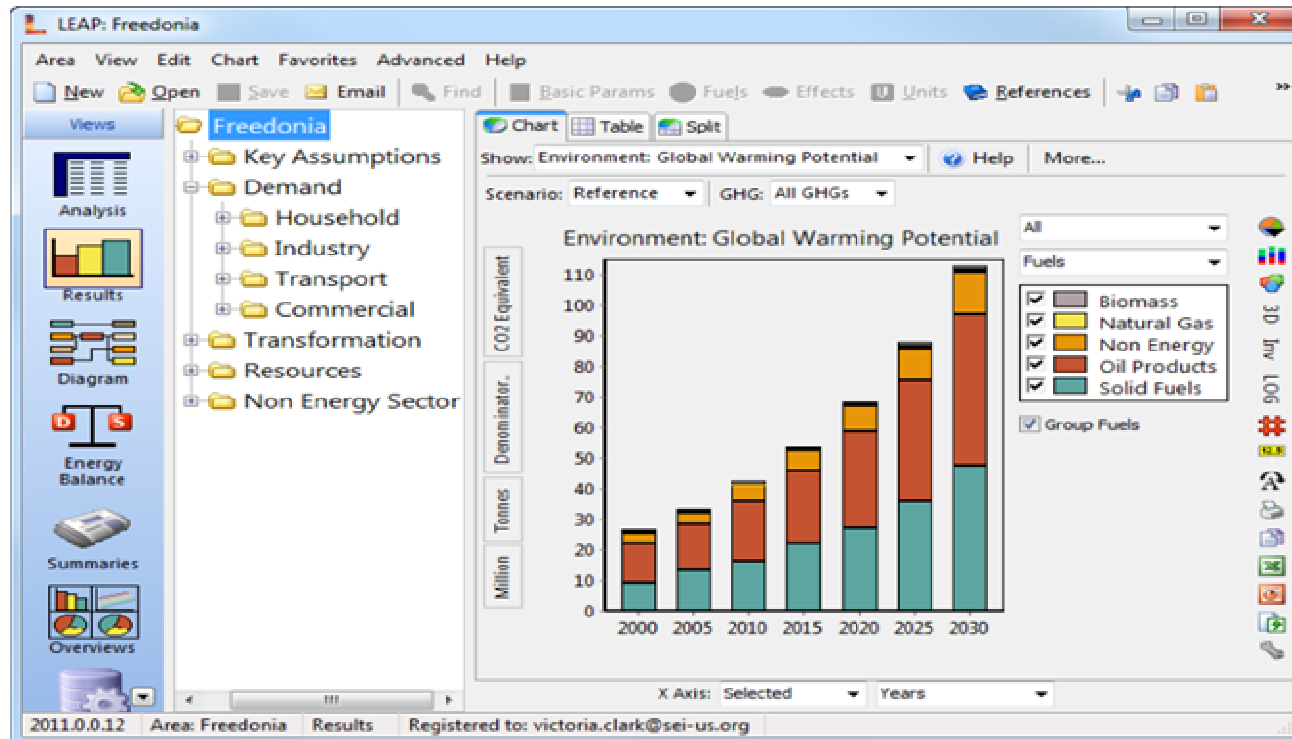 LEAP: Freedonia
Area View Edit Chart Favorites Advanced Help
New Open Save Email Find Basic Params Fuels Effects Units References »
Views
Analysis
Results
Diagram
Energy
Balance
Summaries
Overviews
Freedonia
Key Assumptions
Demand
Household
Industry
Transport
Commercial
Transformation
Resources
Non Energy Sector
Chart Table Split
Show: Environment: Global Warming Potential Help More...
Scenario: Reference GHG: All GHGs
Environment: Global Warming Potential
CO2 Equivalent
Denominator..
Tonnes
Million
110
100
90
80
70
60
50
40
30
20
10
0
2000 2005 2010 2015 2020 2025 2030
All
Fuels
Biomass
Natural Gas
Non Energy
Oil Products
Solid Fuels
Group Fuels
3D
Inv
LOG
X Axis: Selected Years
2011.0.0.12 Area: Freedonia Results Registered to: victoria.clark@sei-us.org